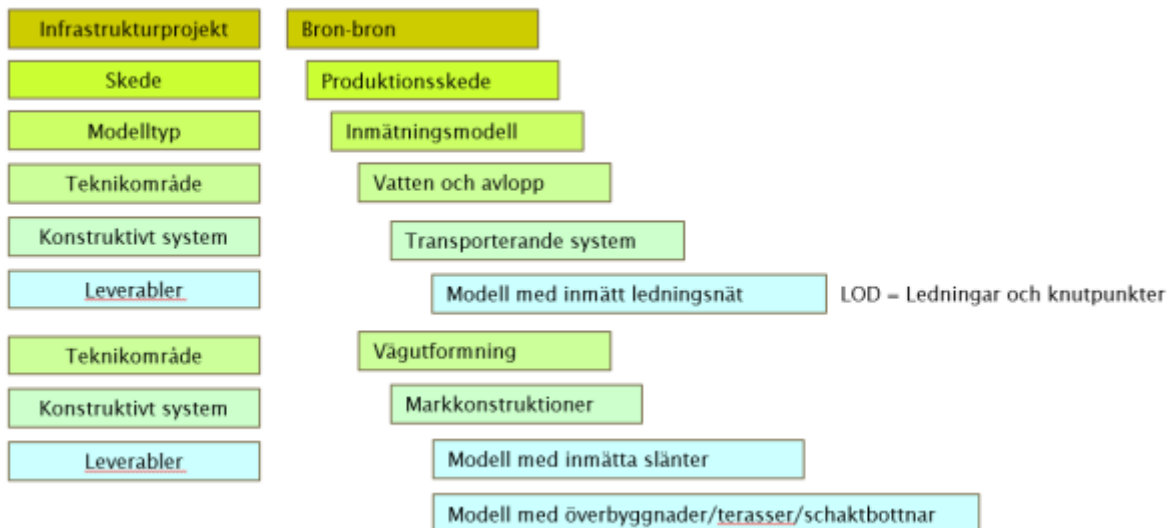 Infrastrukturprojekt Bron-bron
Skede Produktionsskede
Modelltyp Inmätningsmodell
Teknikområde Vatten och avlopp
Konstruktivt system Transporterande system
Leverabler Modell med inmätt ledningsnät LOD = Ledningar och knutpunkter
Teknikområde Vägutformning
Konstruktivt system Markkonstruktioner
Leverabler Modell med inmätta slänter
Modell med överbyggnader/terasser/schaktbottnar